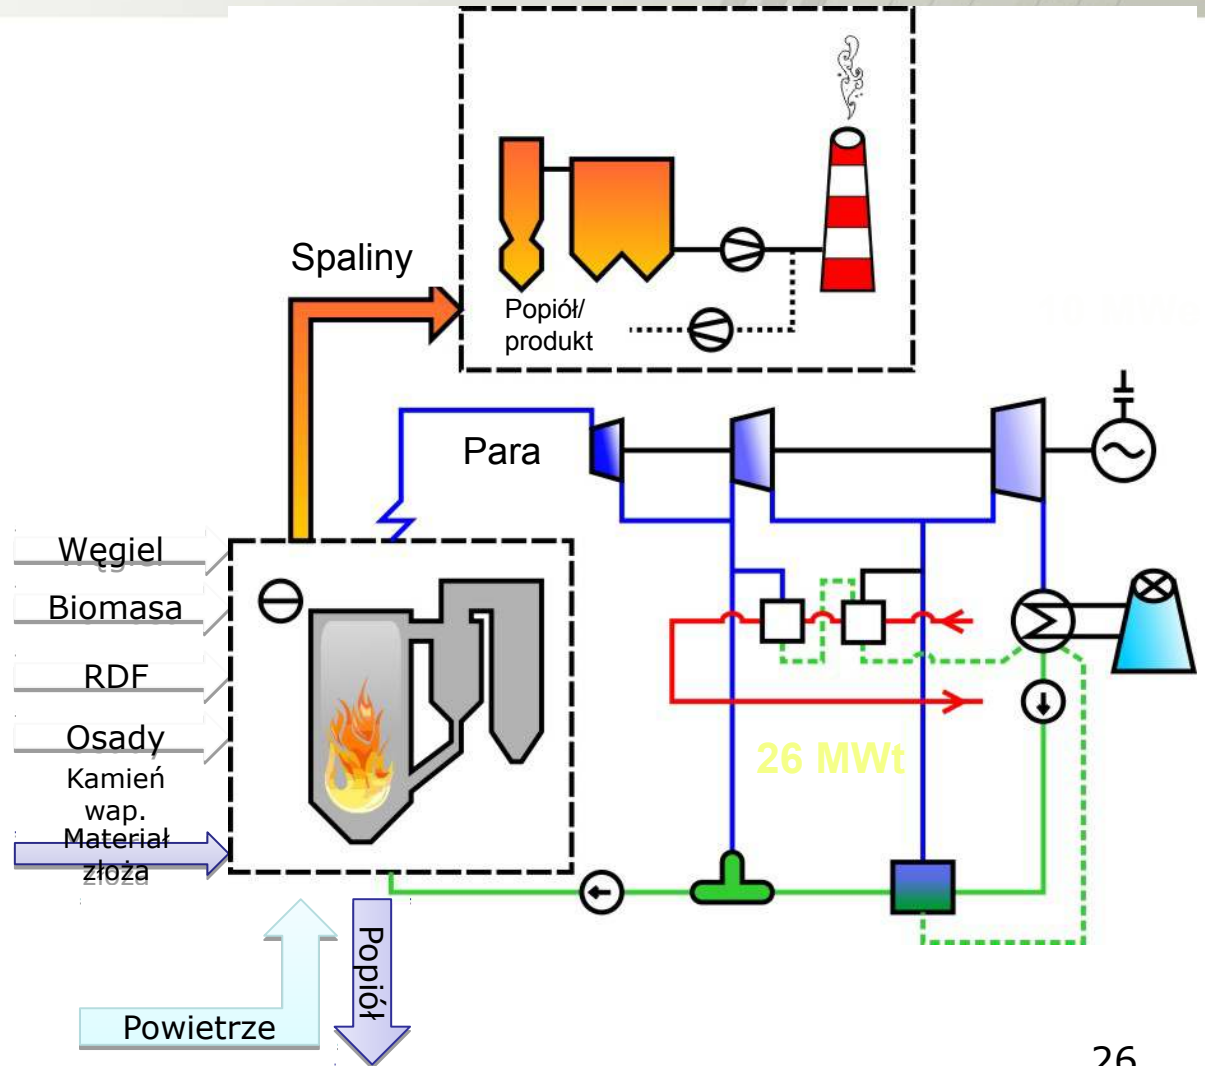 Spaliny
Popiół/
produkt
Para
Węgiel
Biomasa
RDF
Osady
Kamień
wap.
Materiał
złoża
26 MWt
Popiół
Powietrze
26